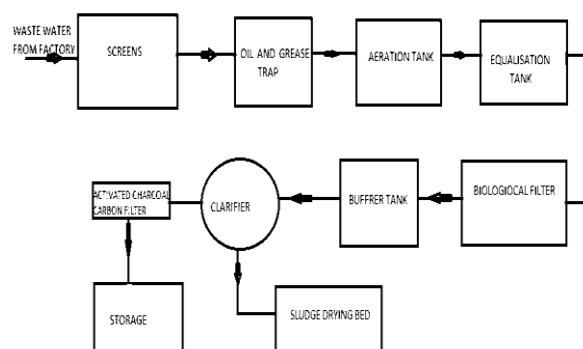 WASTE WATER
FROM FACTORY
SCREENS
OIL AND GREASE
TRAP
AERATION TANK
EQUALISATION
TANK
ACTIVATED CHARCOAL
CARBON FILTER
CLARIFIER
BUFFRER TANK
BIOLOGIOCAL FILTER
STORAGE
SLUDGE DRYING BED